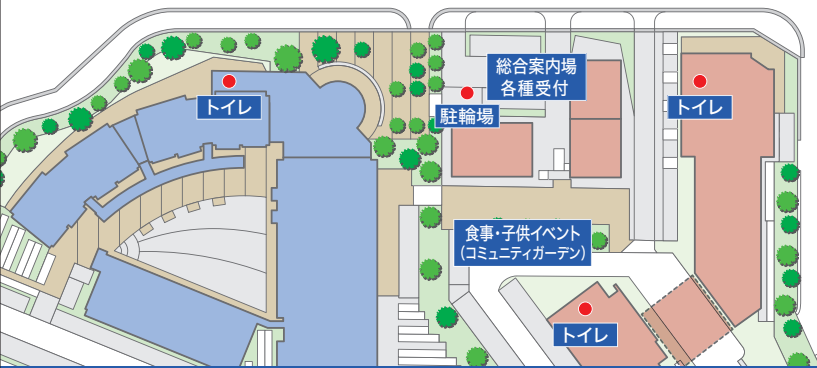 総合案内場
各種受付
トイレ
トイレ
駐輪場
食事・子供イベント
(コミュニティガーデン)
トイレ